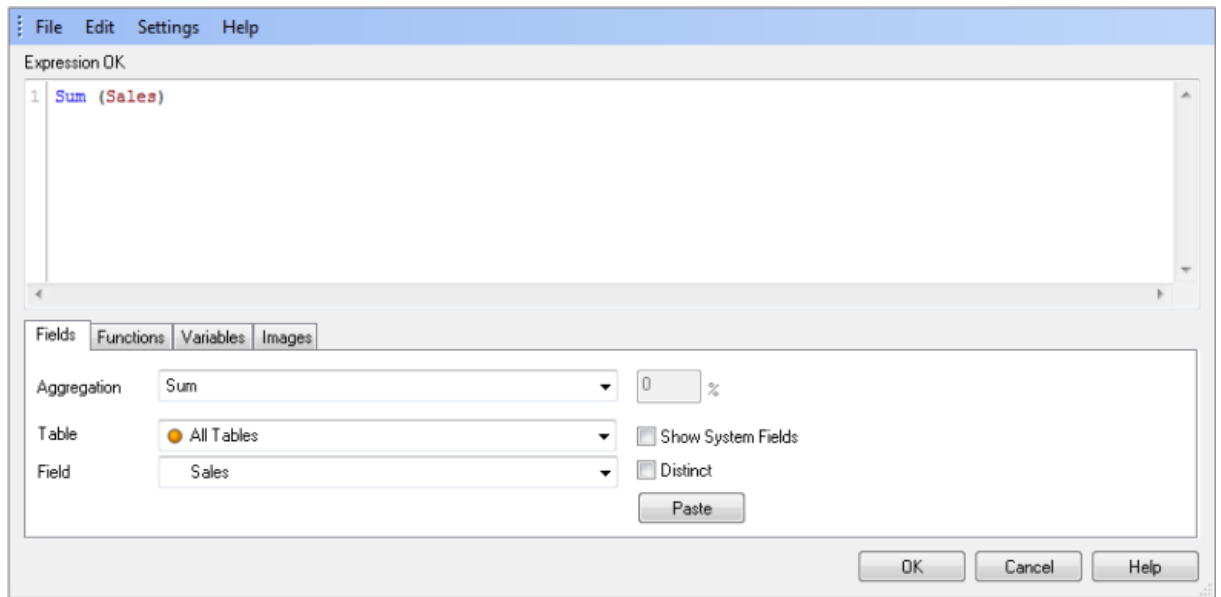 File Edit Settings Help
Expression OK
1 Sum (Sales)
Fields Functions Variables Images
Aggregation Sum 0 %
Table All Tables Show System Fields
Field Sales Distinct
Paste
OK Cancel Help